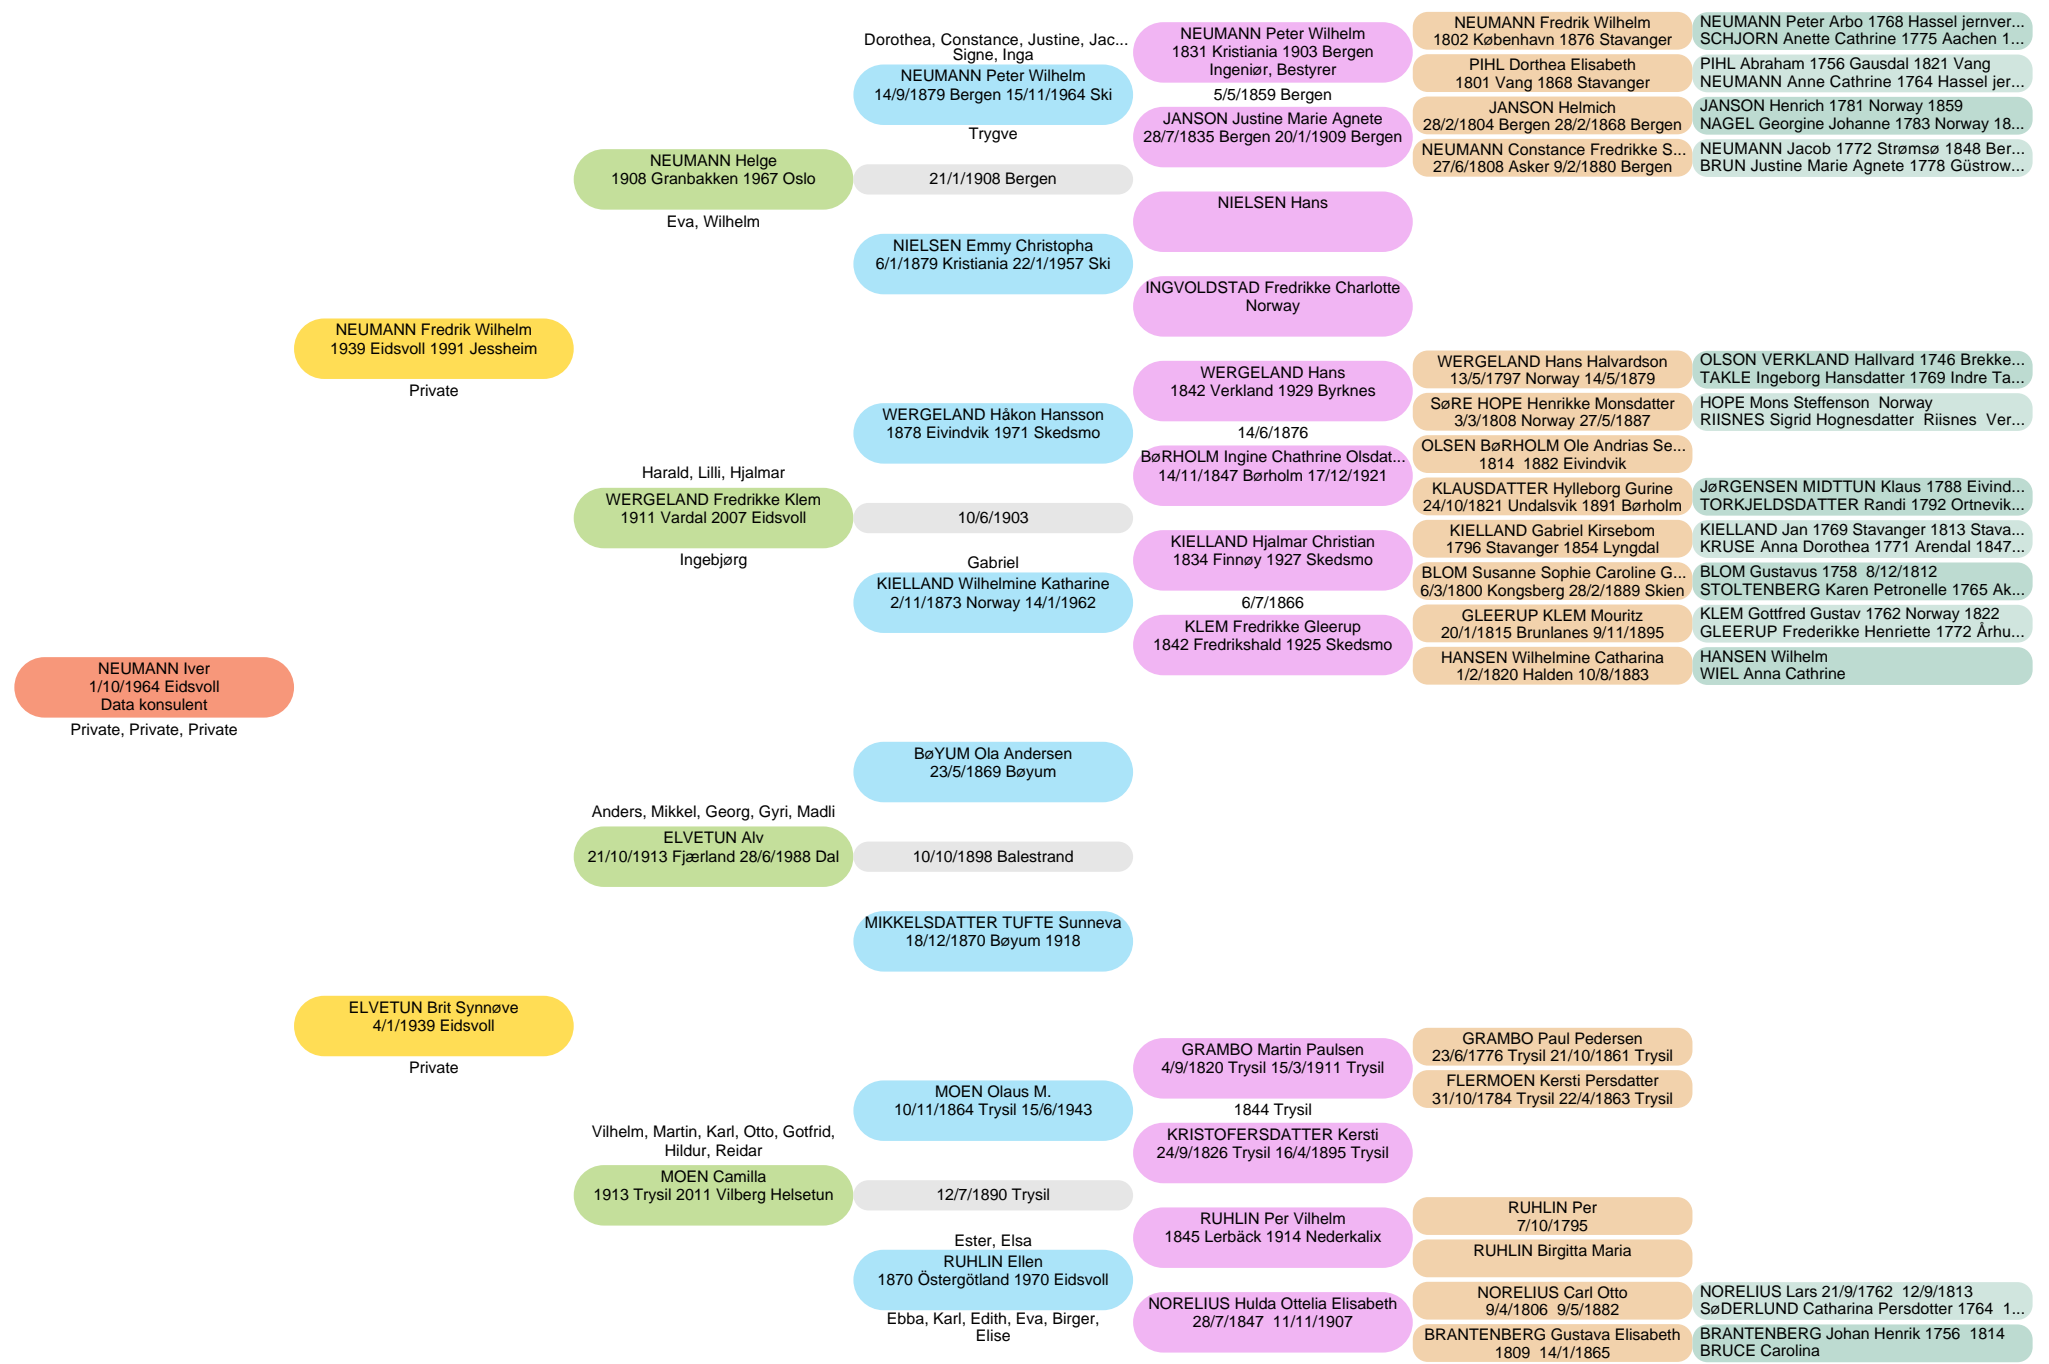 NEUMANN Iver
1/10/1964 Eidsvoll
Data konsulent
Private, Private, Private
NEUMANN Fredrik Wilhelm
1939 Eidsvoll 1991 Jessheim
Private
ELVETUN Brit Synnøve
4/1/1939 Eidsvoll
Private
NEUMANN Helge
1908 Granbakken 1967 Oslo
Eva, Wilhelm
Harald, Lilli, Hjalmar
WERGELAND Fredrikke Klem
1911 Vardal 2007 Eidsvoll
Ingebjørg
Anders, Mikkel, Georg, Gyri, Madli
ELVETUN Alv
21/10/1913 Fjærland 28/6/1988 Dal
Vilhelm, Martin, Karl, Otto, Gotfrid,
Hildur, Reidar
MOEN Camilla
1913 Trysil 2011 Vilberg Helsetun
Dorothea, Constance, Justine, Jac...
Signe, Inga
NEUMANN Peter Wilhelm
14/9/1879 Bergen 15/11/1964 Ski
Trygve
21/1/1908 Bergen
NIELSEN Emmy Christopha
6/1/1879 Kristiania 22/1/1957 Ski
WERGELAND Håkon Hansson
1878 Eivindvik 1971 Skedsmo
10/6/1903
Gabriel
KIELLAND Wilhelmine Katharine
2/11/1873 Norway 14/1/1962
BøYUM Ola Andersen
23/5/1869 Bøyum
10/10/1898 Balestrand
MIKKELSDATTER TUFTE Sunneva
18/12/1870 Bøyum 1918
MOEN Olaus M.
10/11/1864 Trysil 15/6/1943
12/7/1890 Trysil
Ester, Elsa
RUHLIN Ellen
1870 Östergötland 1970 Eidsvoll
Ebba, Karl, Edith, Eva, Birger,
Elise
NEUMANN Peter Wilhelm
1831 Kristiania 1903 Bergen
Ingeniør, Bestyrer
5/5/1859 Bergen
JANSON Justine Marie Agnete
28/7/1835 Bergen 20/1/1909 Bergen
NIELSEN Hans
INGVOLDSTAD Fredrikke Charlotte
Norway
WERGELAND Hans
1842 Verkland 1929 Byrknes
14/6/1876
BøRHOLM Ingine Chathrine Olsdat...
14/11/1847 Børholm 17/12/1921
KIELLAND Hjalmar Christian
1834 Finnøy 1927 Skedsmo
6/7/1866
KLEM Fredrikke Gleerup
1842 Fredrikshald 1925 Skedsmo
GRAMBO Martin Paulsen
4/9/1820 Trysil 15/3/1911 Trysil
1844 Trysil
KRISTOFERSDATTER Kersti
24/9/1826 Trysil 16/4/1895 Trysil
RUHLIN Per Vilhelm
1845 Lerbäck 1914 Nederkalix
NORELIUS Hulda Ottelia Elisabeth
28/7/1847 11/11/1907
NEUMANN Fredrik Wilhelm
1802 København 1876 Stavanger
PIHL Dorthea Elisabeth
1801 Vang 1868 Stavanger
JANSON Helmich
28/2/1804 Bergen 28/2/1868 Bergen
NEUMANN Constance Fredrikke S...
27/6/1808 Asker 9/2/1880 Bergen
WERGELAND Hans Halvardson
13/5/1797 Norway 14/5/1879
SøRE HOPE Henrikke Monsdatter
3/3/1808 Norway 27/5/1887
OLSEN BøRHOLM Ole Andrias Se...
1814 1882 Eivindvik
KLAUSDATTER Hylleborg Gurine
24/10/1821 Undalsvik 1891 Børholm
KIELLAND Gabriel Kirsebom
1796 Stavanger 1854 Lyngdal
BLOM Susanne Sophie Caroline G...
6/3/1800 Kongsberg 28/2/1889 Skien
GLEERUP KLEM Mouritz
20/1/1815 Brunlanes 9/11/1895
HANSEN Wilhelmine Catharina
1/2/1820 Halden 10/8/1883
GRAMBO Paul Pedersen
23/6/1776 Trysil 21/10/1861 Trysil
FLERMOEN Kersti Persdatter
31/10/1784 Trysil 22/4/1863 Trysil
RUHLIN Per
7/10/1795
RUHLIN Birgitta Maria
NORELIUS Carl Otto
9/4/1806 9/5/1882
BRANTENBERG Gustava Elisabeth
1809 14/1/1865
NEUMANN Peter Arbo 1768 Hassel jernver...
SCHJORN Anette Cathrine 1775 Aachen 1...
PIHL Abraham 1756 Gausdal 1821 Vang
NEUMANN Anne Cathrine 1764 Hassel jer...
JANSON Henrich 1781 Norway 1859
NAGEL Georgine Johanne 1783 Norway 18...
NEUMANN Jacob 1772 Strømsø 1848 Ber...
BRUN Justine Marie Agnete 1778 Güstrow...
OLSON VERKLAND Hallvard 1746 Brekke...
TAKLE Ingeborg Hansdatter 1769 Indre Ta...
HOPE Mons Steffenson Norway
RIISNES Sigrid Hognesdatter Riisnes Ver...
JøRGENSEN MIDTTUN Klaus 1788 Eivind...
TORKJELDSDATTER Randi 1792 Ortnevik...
KIELLAND Jan 1769 Stavanger 1813 Stava...
KRUSE Anna Dorothea 1771 Arendal 1847...
BLOM Gustavus 1758 8/12/1812
STOLTENBERG Karen Petronelle 1765 Ak...
KLEM Gottfred Gustav 1762 Norway 1822
GLEERUP Frederikke Henriette 1772 Århu...
HANSEN Wilhelm
WIEL Anna Cathrine
NORELIUS Lars 21/9/1762 12/9/1813
SøDERLUND Catharina Persdotter 1764 1...
BRANTENBERG Johan Henrik 1756 1814
BRUCE Carolina